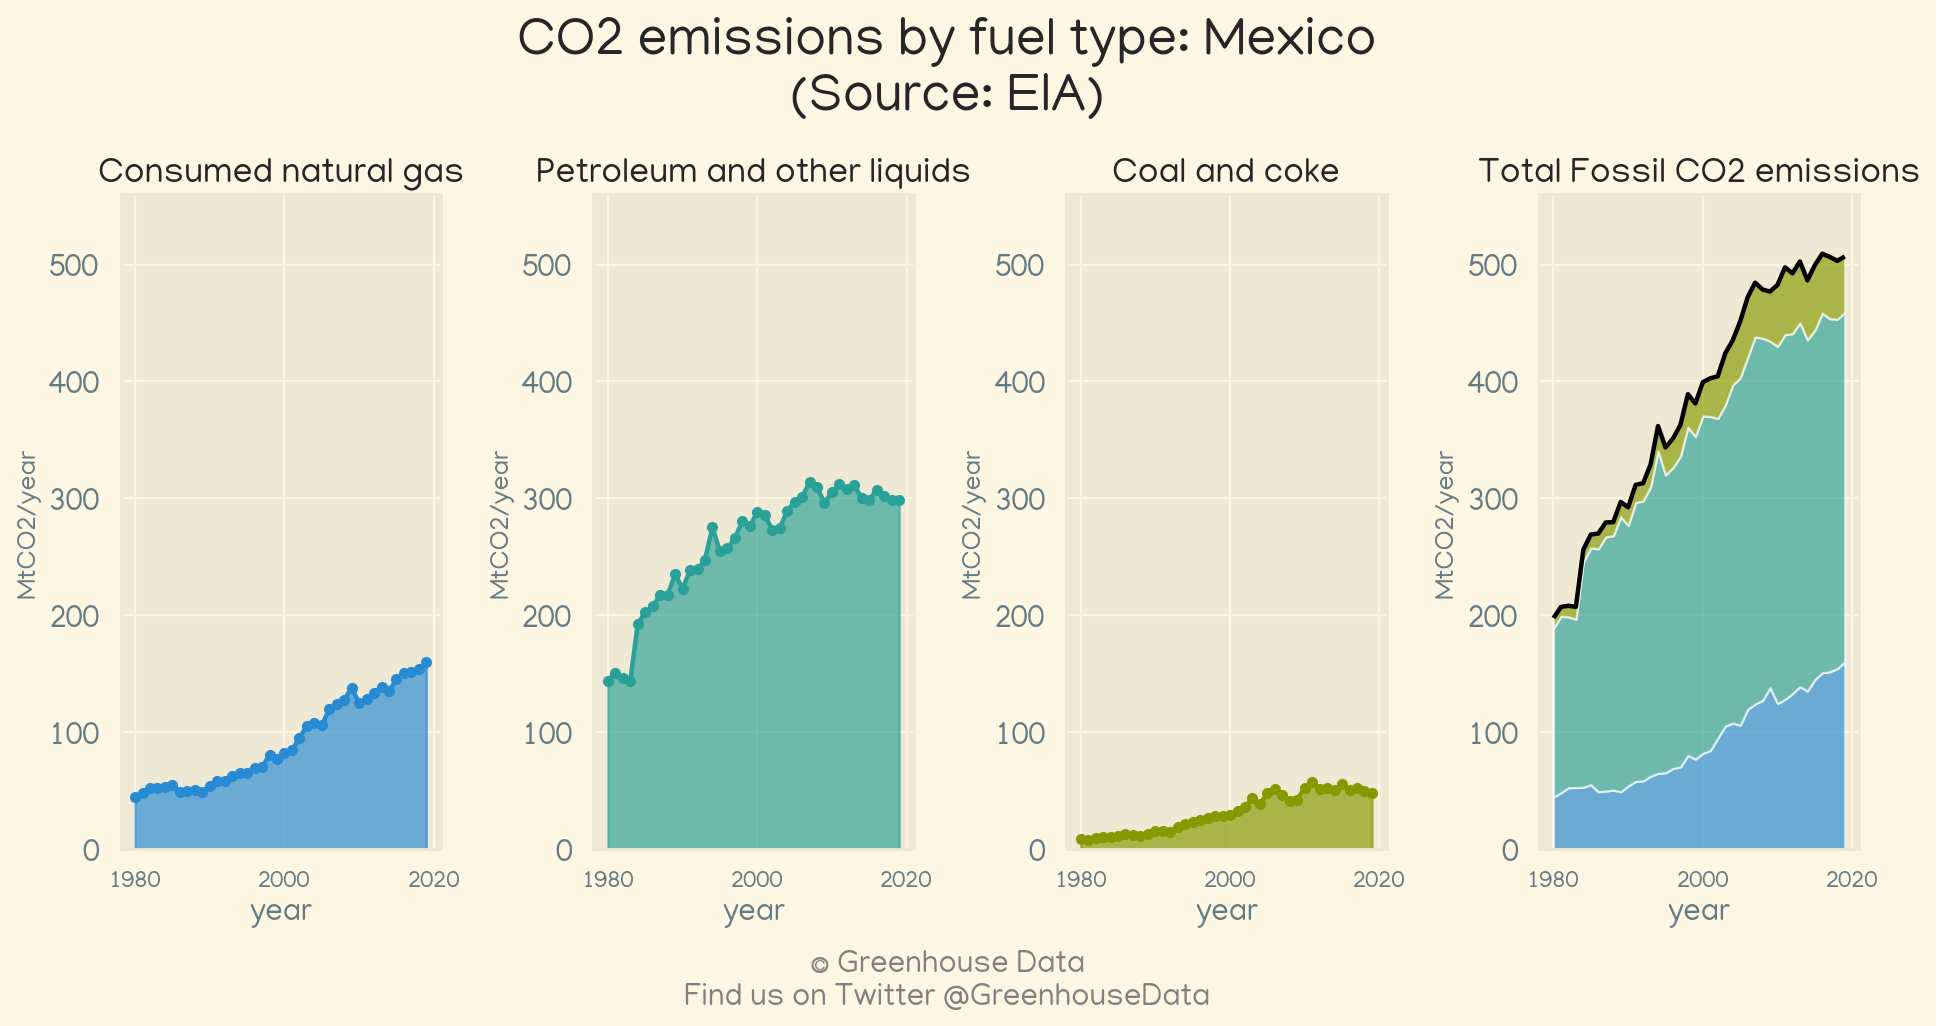 CO2 emissions by fuel type: Mexico
(Source: EIA)
Consumed natural gas
500
400
300
200
100
0
MtCO2/year
1980 2000 2020
year
Petroleum and other liquids
500
400
300
200
100
0
MtCO2/year
1980 2000 2020
year
Coal and coke
500
400
300
200
100
0
MtCO2/year
1980 2000 2020
year
Total Fossil CO2 emissions
500
400
300
200
100
0
MtCO2/year
1980 2000 2020
year
© Greenhouse Data
Find us on Twitter @GreenhouseData